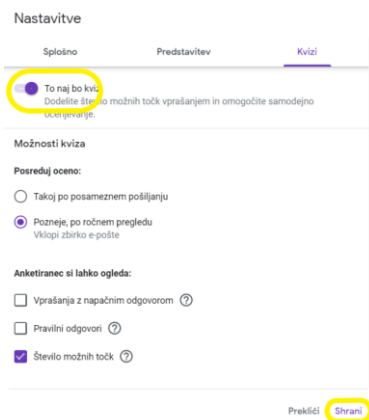 Nastavitve
Splošno Predstavitev Kvizi
To naj bo kviz
Dodelite število možnih točk vprašanjem in omogočite samodejno
ocenjevanje.
Možnosti kviza
Posreduj oceno:
Takoj po posameznem pošiljanju
Pozneje, po ročnem pregledu
Vklopi zbirko e-pošte
Anketiranec si lahko ogleda:
Vprašanja z napačnim odgovorom
Pravilni odgovori
Število možnih točk
Prekliči Shrani